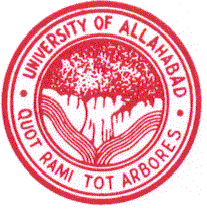 UNIVERSITY OF ALLAHABAD
QUOT RAMI TOT ARBORES